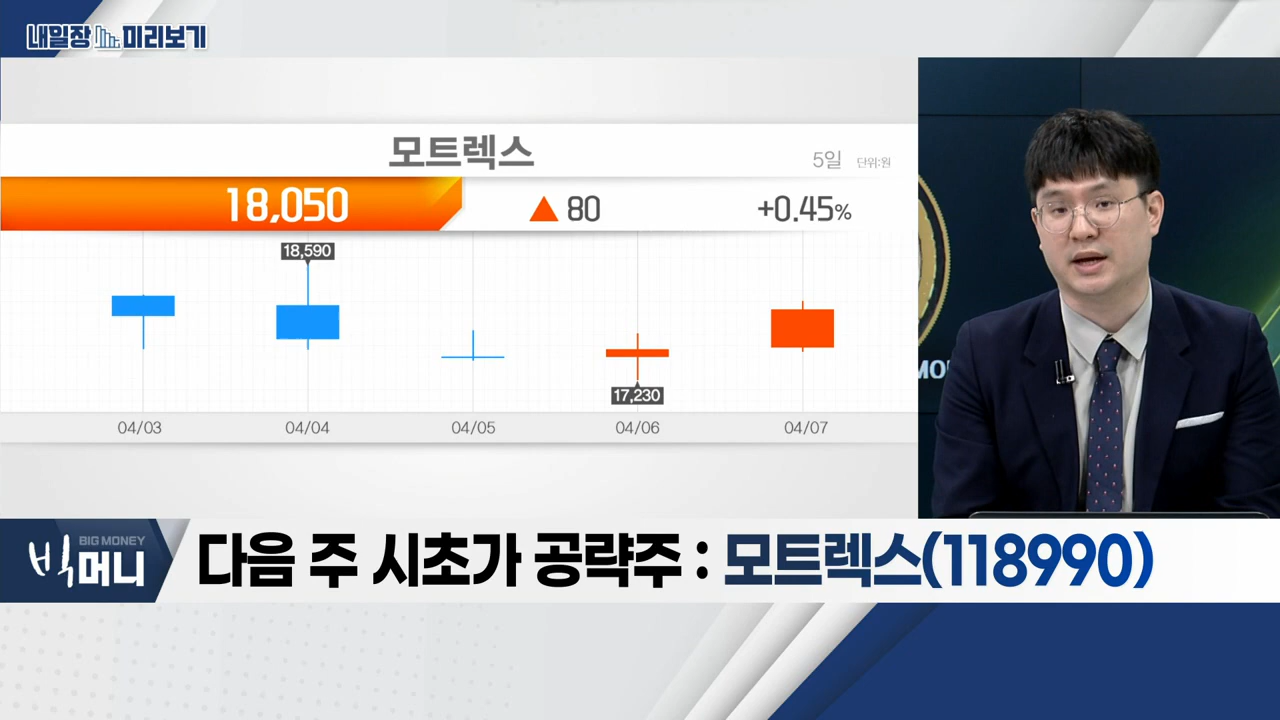 내일장 미리보기
모트렉스
5일 단위:원
18,050 ▲ 80 +0.45%
18,590
17,230
04/03 04/04 04/05 04/06 04/07
MO
BIG MONEY
빅머니
다음 주 시초가 공략주 : 모트렉스(118990)